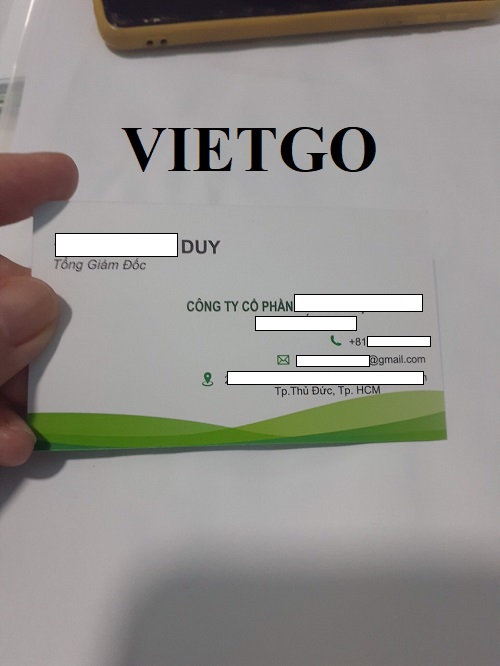 VIETGO
DUY
Tổng Giám Đốc
CÔNG TY CỔ PHẦN
+81
@gmail.com
Tp.Thủ Đức, Tp. HCM